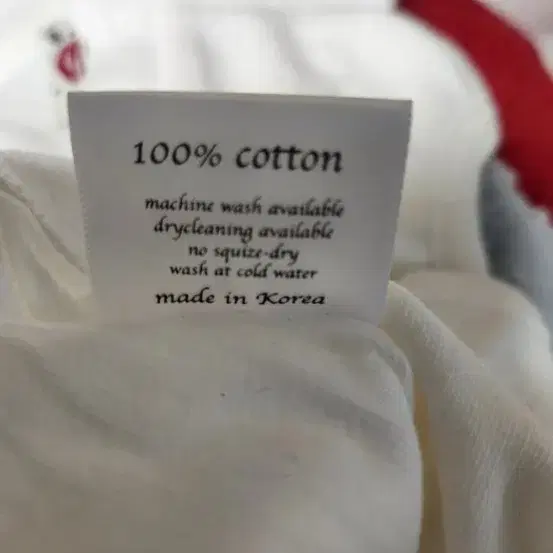 100% cotton
machine wash available
drycleaning available
no squize-dry
wash at cold water
made in Korea